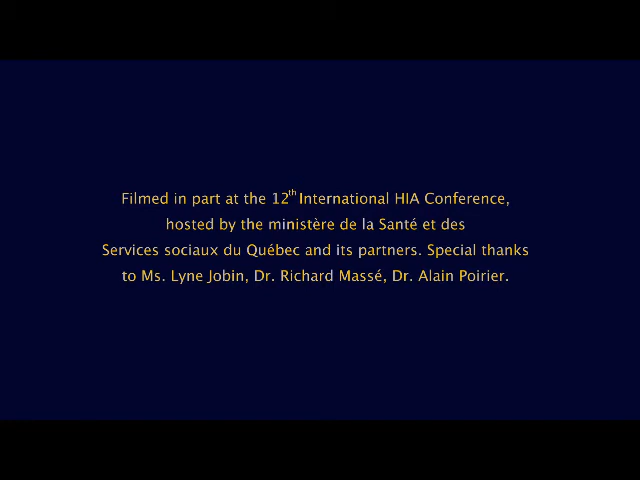 Filmed in part at the 12th International HIA Conference,
hosted by the ministère de la Santé et des
Services sociaux du Québec and its partners. Special thanks
to Ms. Lyne Jobin, Dr. Richard Massé, Dr. Alain Poirier.